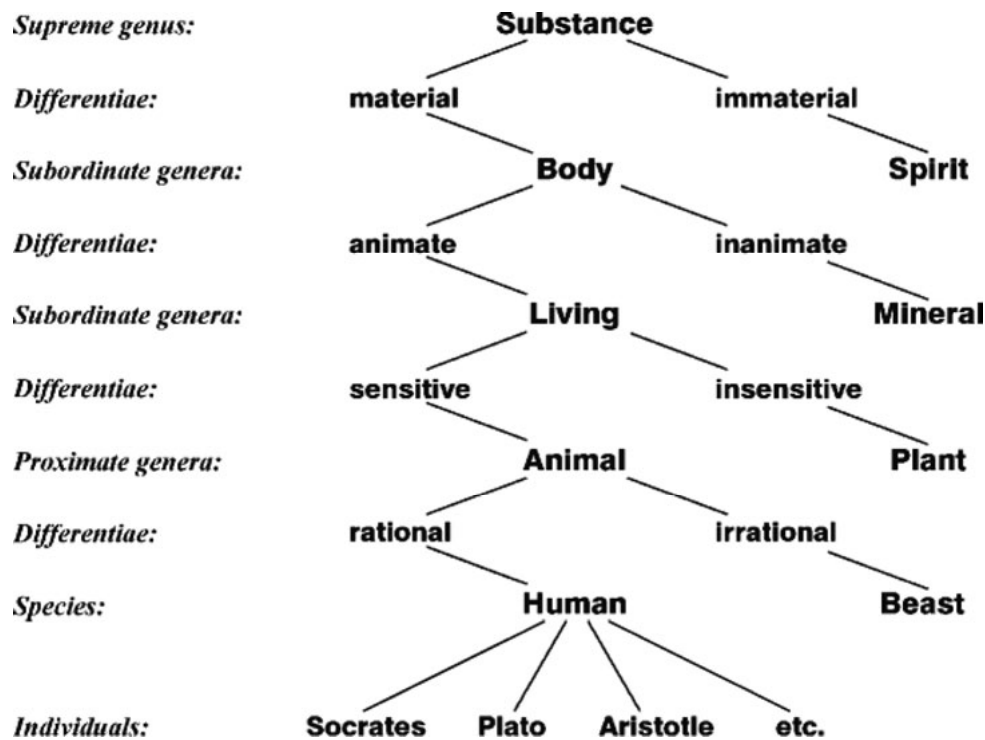 Supreme genus: Substance
Differentiae: material immaterial
Subordinate genera: Body Spirit
Differentiae: animate inanimate
Subordinate genera: Living Mineral
Differentiae: sensitive insensitive
Proximate genera: Animal Plant
Differentiae: rational irrational
Species: Human Beast
Individuals: Socrates Plato Aristotle etc.